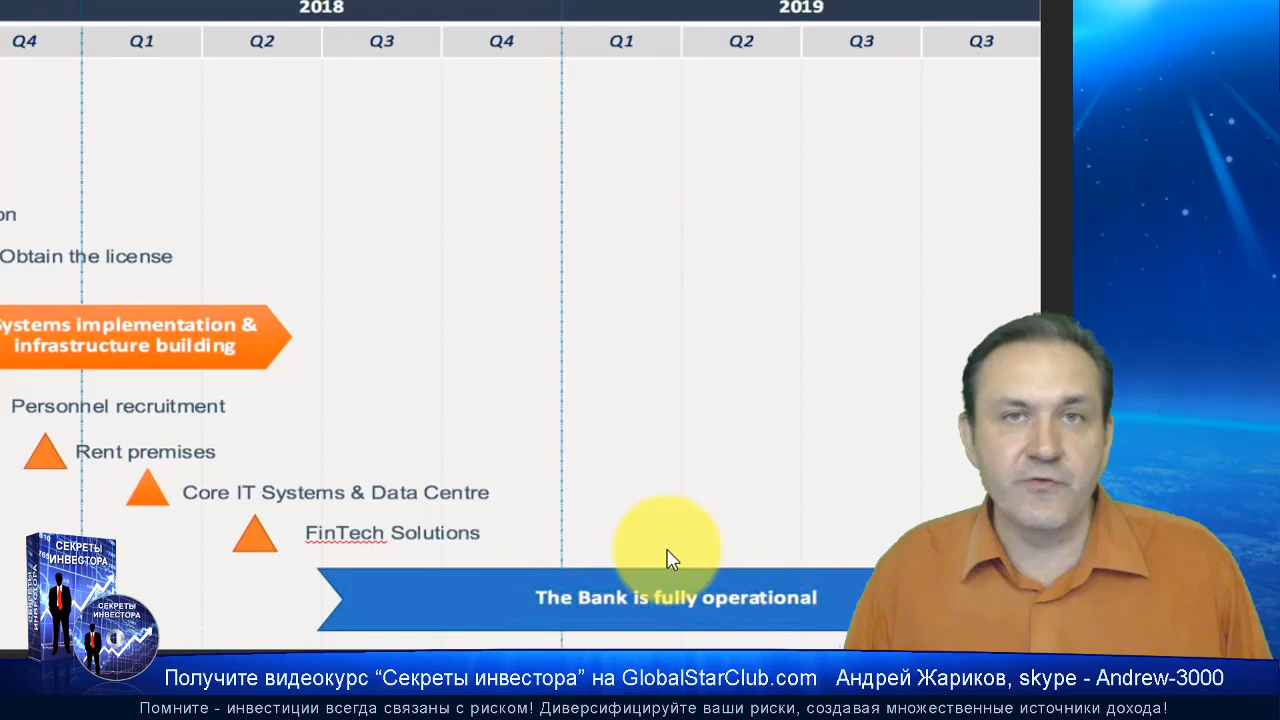 2018 2019
Q4 Q1 Q2 Q3 Q4 Q1 Q2 Q3 Q3
on
Obtain the license
Systems implementation &
infrastructure building
Personnel recruitment
Rent premises
Core IT Systems & Data Centre
FinTech Solutions
The Bank is fully operational
СЕКРЕТЫ
ИНВЕСТОРА
СЕКРЕТЫ
ИНВЕСТОРА
Получите видеокурс “Секреты инвестора” на GlobalStarClub.com Андрей Жариков, skype - Andrew-3000
Помните - инвестиции всегда связаны с риском! Диверсифицируйте ваши риски, создавая множественные источники дохода!